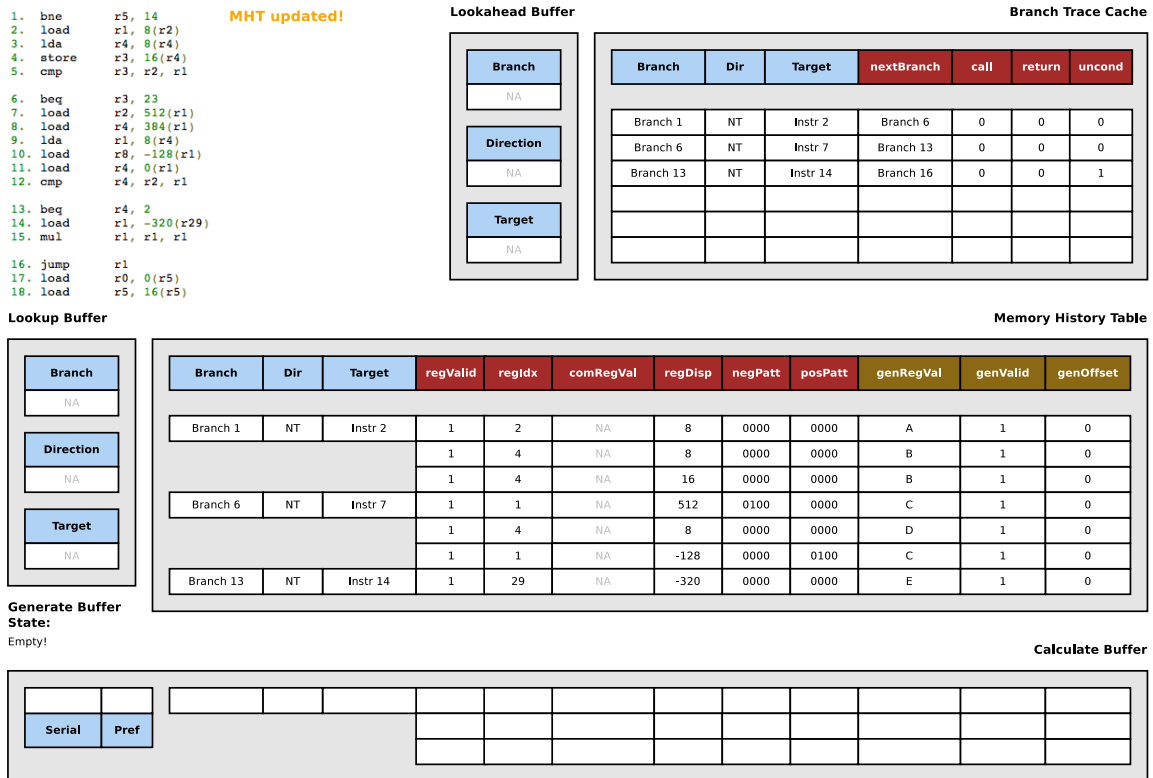 1. bne r5, 14
2. load r1, 8(r2)
3. lda r4, 8(r4)
4. store r3, 16(r4)
5. cmp r3, r2, r1
6. beq r3, 23
7. load r2, 512(r1)
8. load r4, 384(r1)
9. lda r1, 8(r4)
10. load r8, -128(r1)
11. load r4, 0(r1)
12. cmp r4, r2, r1
13. beq r4, 2
14. load r1, -320(r29)
15. mul r1, r1, r1
16. jump r1
17. load r0, 0(r5)
18. load r5, 16(r5)
MHT updated!
Lookahead Buffer
Branch
NA
Direction
NA
Target
NA
Branch Trace Cache
Branch Dir Target nextBranch call return uncond
Branch 1 NT Instr 2 Branch 6 0 0 0
Branch 6 NT Instr 7 Branch 13 0 0 0
Branch 13 NT Instr 14 Branch 16 0 0 1
Lookup Buffer
Branch
NA
Direction
NA
Target
NA
Memory History Table
Branch Dir Target regValid regIdx comRegVal regDisp negPatt posPatt genRegVal genValid genOffset
Branch 1 NT Instr 2 1 2 NA 8 0000 0000 A 1 0
1 4 NA 8 0000 0000 B 1 0
1 4 NA 16 0000 0000 B 1 0
Branch 6 NT Instr 7 1 1 NA 512 0100 0000 C 1 0
1 4 NA 8 0000 0000 D 1 0
1 1 NA -128 0000 0100 C 1 0
Branch 13 NT Instr 14 1 29 NA -320 0000 0000 E 1 0
Generate Buffer
State:
Empty!
Calculate Buffer
Serial Pref